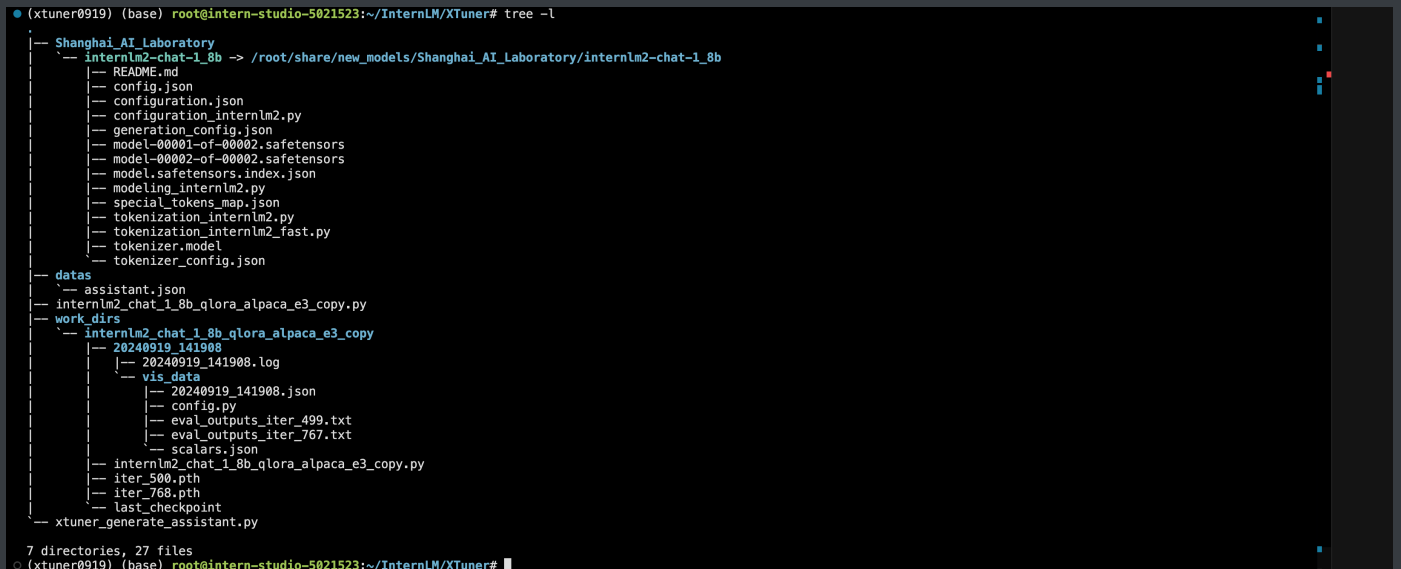 (xtuner0919) (base) root@intern-studio-5021523:~/InternLM/XTuner# tree -l
.
|-- Shanghai_AI_Laboratory
|   `-- internlm2-chat-1_8b -> /root/share/new_models/Shanghai_AI_Laboratory/internlm2-chat-1_8b
|       |-- README.md
|       |-- config.json
|       |-- configuration.json
|       |-- configuration_internlm2.py
|       |-- generation_config.json
|       |-- model-00001-of-00002.safetensors
|       |-- model-00002-of-00002.safetensors
|       |-- model.safetensors.index.json
|       |-- modeling_internlm2.py
|       |-- special_tokens_map.json
|       |-- tokenization_internlm2.py
|       |-- tokenization_internlm2_fast.py
|       |-- tokenizer.model
|       `-- tokenizer_config.json
|-- datas
|   `-- assistant.json
|-- internlm2_chat_1_8b_qlora_alpaca_e3_copy.py
|-- work_dirs
|   `-- internlm2_chat_1_8b_qlora_alpaca_e3_copy
|       |-- 20240919_141908
|       |   |-- 20240919_141908.log
|       |   `-- vis_data
|       |       |-- 20240919_141908.json
|       |       |-- config.py
|       |       |-- eval_outputs_iter_499.txt
|       |       |-- eval_outputs_iter_767.txt
|       |       `-- scalars.json
|       |-- internlm2_chat_1_8b_qlora_alpaca_e3_copy.py
|       |-- iter_500.pth
|       |-- iter_768.pth
|       `-- last_checkpoint
`-- xtuner_generate_assistant.py
7 directories, 27 files
(xtuner0919) (base) root@intern-studio-5021523:~/InternLM/XTuner#